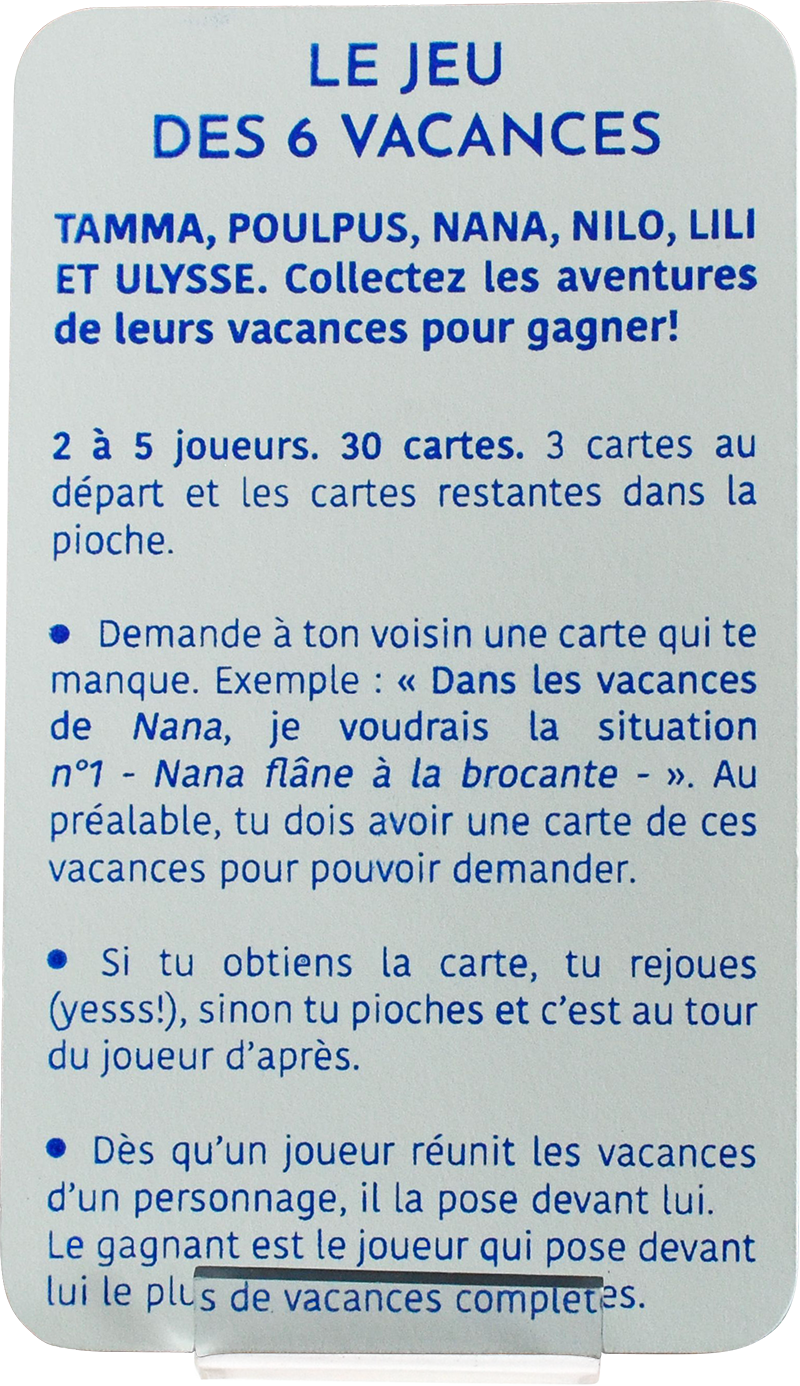 LE JEU
DES 6 VACANCES
TAMMA, POULPUS, NANA, NILO, LILI
ET ULYSSE. Collectez les aventures
de leurs vacances pour gagner!
2 à 5 joueurs. 30 cartes. 3 cartes au
départ et les cartes restantes dans la
pioche.
• Demande à ton voisin une carte qui te
manque. Exemple : « Dans les vacances
de Nana, je voudrais la situation
n°1 - Nana flâne à la brocante - ». Au
préalable, tu dois avoir une carte de ces
vacances pour pouvoir demander.
• Si tu obtiens la carte, tu rejoues
(yesss!), sinon tu pioches et c'est au tour
du joueur d'après.
• Dès qu'un joueur réunit les vacances
d'un personnage, il la pose devant lui.
Le gagnant est le joueur qui pose devant
lui le plus de vacances complètes.